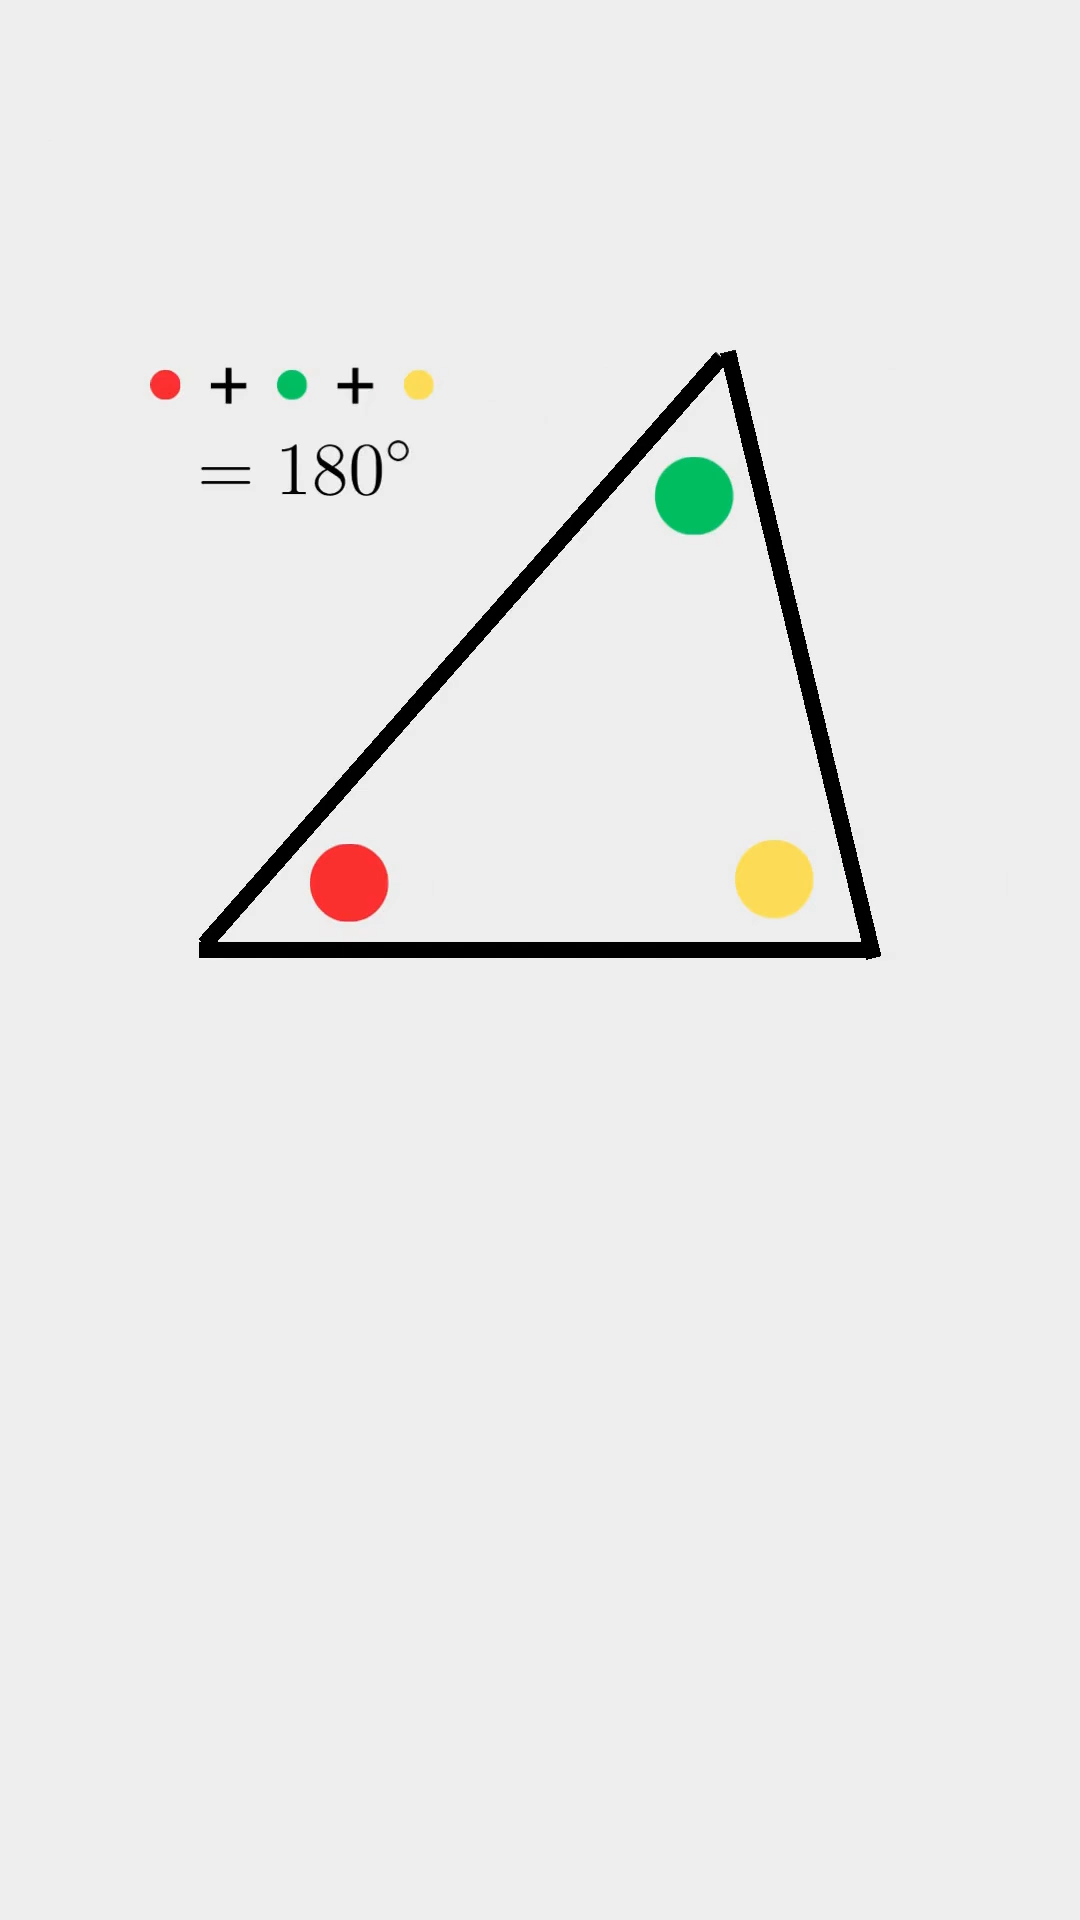 🔴 + 🟢 + 🟡
= 180°